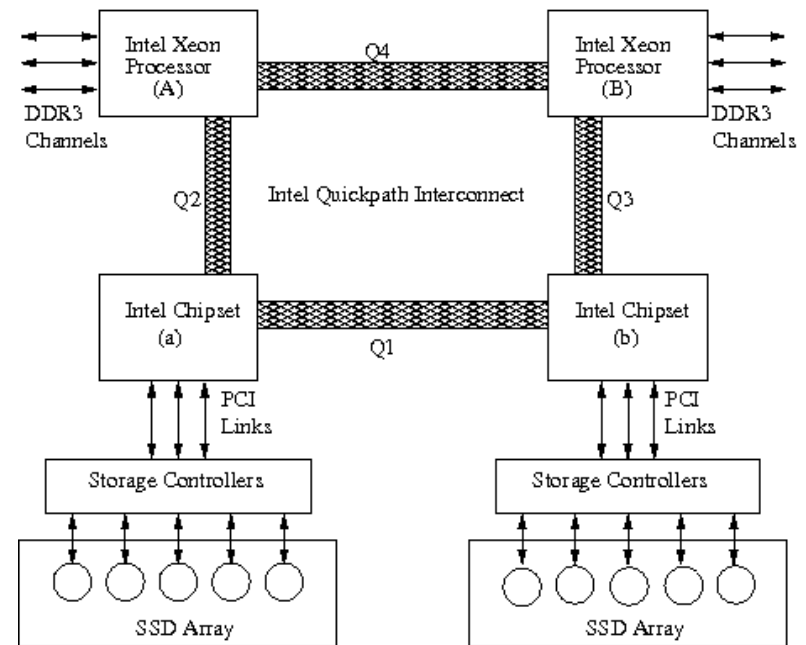 Intel Xeon
Processor
(A)
Q4
Intel Xeon
Processor
(B)
DDR3
Channels
DDR3
Channels
Q2
Intel Quickpath Interconnect
Q3
Intel Chipset
(a)
Q1
Intel Chipset
(b)
PCI
Links
PCI
Links
Storage Controllers
Storage Controllers
SSD Array
SSD Array